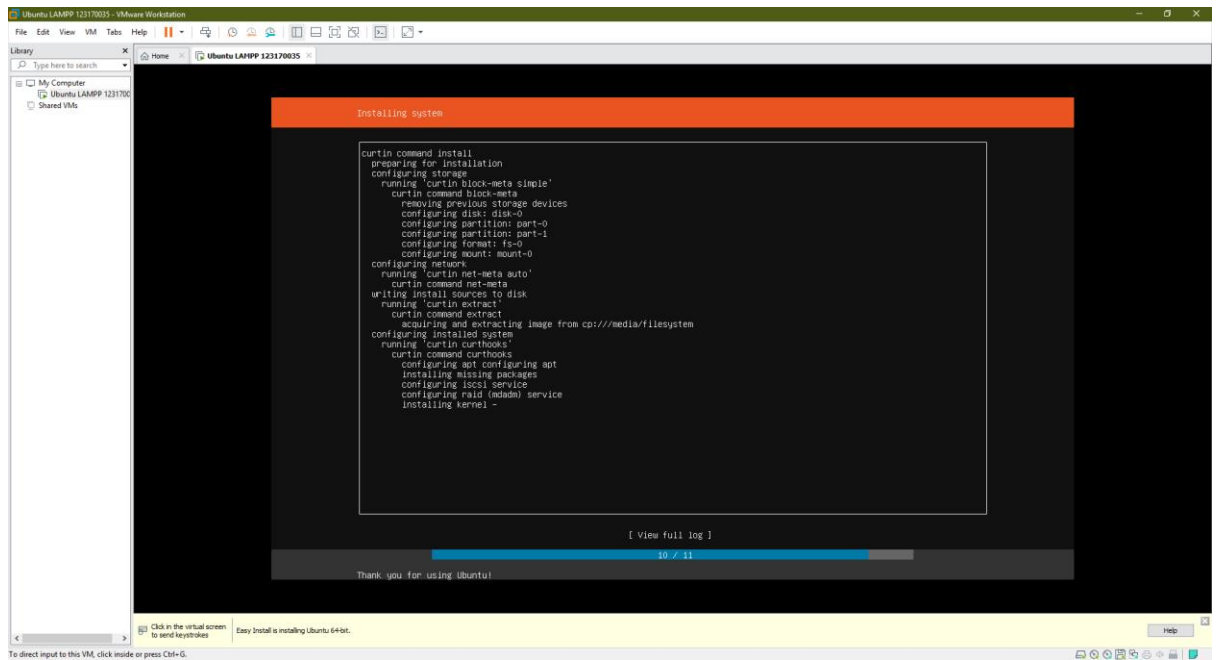 Ubuntu LAMPP 123170035 - VMware Workstation
File Edit View VM Tabs Help
Library
Home
Ubuntu LAMPP 123170035
Type here to search
My Computer
Ubuntu LAMPP 1231700
Shared VMs
Installing system
curtin command install
preparing for installation
configuring storage
running 'curtin block-meta simple'
curtin command block-meta
removing previous storage devices
configuring disk: disk-0
configuring partition: part-0
configuring partition: part-1
configuring format: fs-0
configuring mount: mount-0
configuring network
running 'curtin net-meta auto'
curtin command net-meta
writing install sources to disk
running 'curtin extract'
curtin command extract
acquiring and extracting image from cp:///media/filesystem
configuring installed system
running 'curtin curthooks'
curtin command curthooks
configuring apt configuring apt
installing missing packages
configuring iscsi service
configuring raid (mdadm) service
installing kernel -
[ View full log ]
10 / 11
Thank you for using Ubuntu!
Click in the virtual screen
to send keystrokes
Easy Install is installing Ubuntu 64-bit.
Help
To direct input to this VM, click inside or press Ctrl+G.